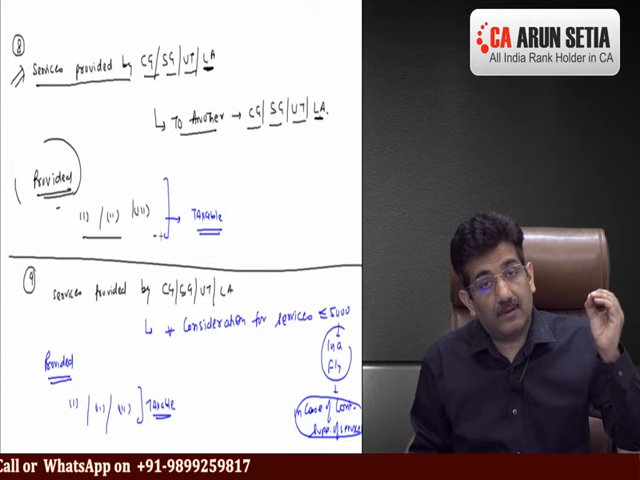 8
Services provided by CG/SG/UT/LA
↳ To Another → CG/SG/UT/LA.
Provided
(i) / (ii) (iii) → Taxable
9
Services provided by CG/SG/UT/LA
↳ * Consideration for services ≤ 5000
In a
F/y
Provided
in case of Cont.
(i) / (ii) / (iii) Taxable
Supp. of service
CA ARUN SETIA
All India Rank Holder in CA
Call or WhatsApp on +91-9899259817